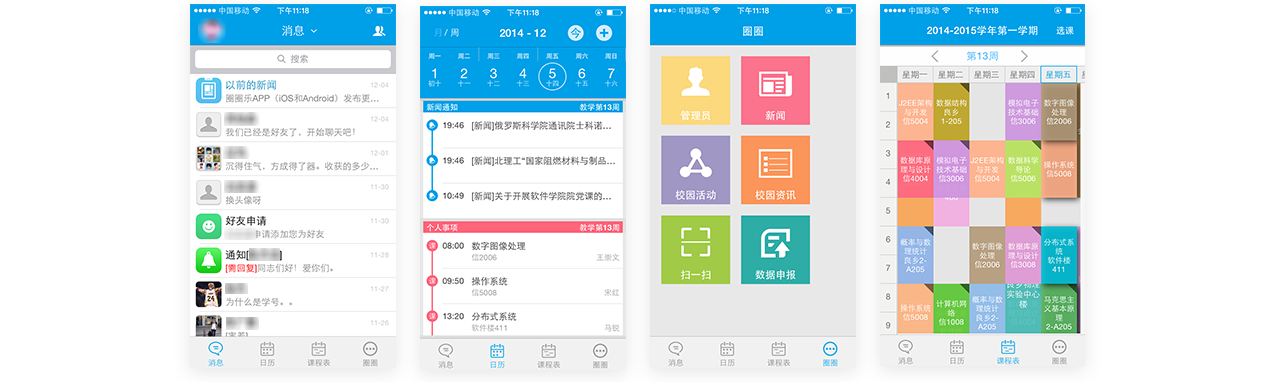 中国移动 下午11:18
消息
搜索
以前的新闻 12-04
圈圈乐APP（iOS和Android）发布更…
12-04
我们已经是好友了，开始聊天吧！
12-01
沉得住气，方成得了器。收获的多少…
11-30
换头像呀
好友申请 11-30
申请添加您为好友
通知[ ] 11-28
[需回复]同志们好！爱你们。
11-27
为什么是学号。。
11-26
消息 日历 课程表 圈圈
中国移动 下午11:18
月 / 周 2014 - 12 今
周一 周二 周三 周四 周五 周六 周日
1 2 3 4 5 6 7
初十 十一 十二 十三 十四 十五 十六
新闻通知 教学第13周
19:46 [新闻]俄罗斯科学院通讯院士科诺…
19:46 [新闻]北理工“国家阻燃材料与制品…
10:49 [新闻]关于开展软件学院院党课的…
个人事项 教学第13周
课 08:00 数字图像处理
信2006 王崇文
课 09:50 操作系统
信5008 宋红
课 13:20 分布式系统
软件楼411 马锐
消息 日历 课程表 圈圈
中国移动 下午11:18
圈圈
管理员 新闻
校园活动 校园资讯
扫一扫 数据申报
消息 日历 课程表 圈圈
中国移动 下午11:18
2014-2015学年第一学期 选课
第13周
星期一 星期二 星期三 星期四 星期五
1
2
J2EE架构
与开发
信5004
数据结构
良乡
1-205
模拟电子
技术基础
信3006
数字图像
处理
信2006
3
4
数据库原
理与设计
信4004
模拟电子
技术基础
信3006
J2EE架构
与开发
信5004
数据科学
导论
信5006
操作系统
信5008
5
406
6
7
概率与数
理统计
良乡2-
A205
数字图像
处理
信2006
数据库原
理与设计
信3008
分布式系
统
软件楼
411
8
9
操作系统
信5008
计算机网
络
信1008
概率与数
理统计
良乡2-
A205
良乡物理
实验中心
楼
马克思主
义基本原
理
2-A205
消息 日历 课程表 圈圈